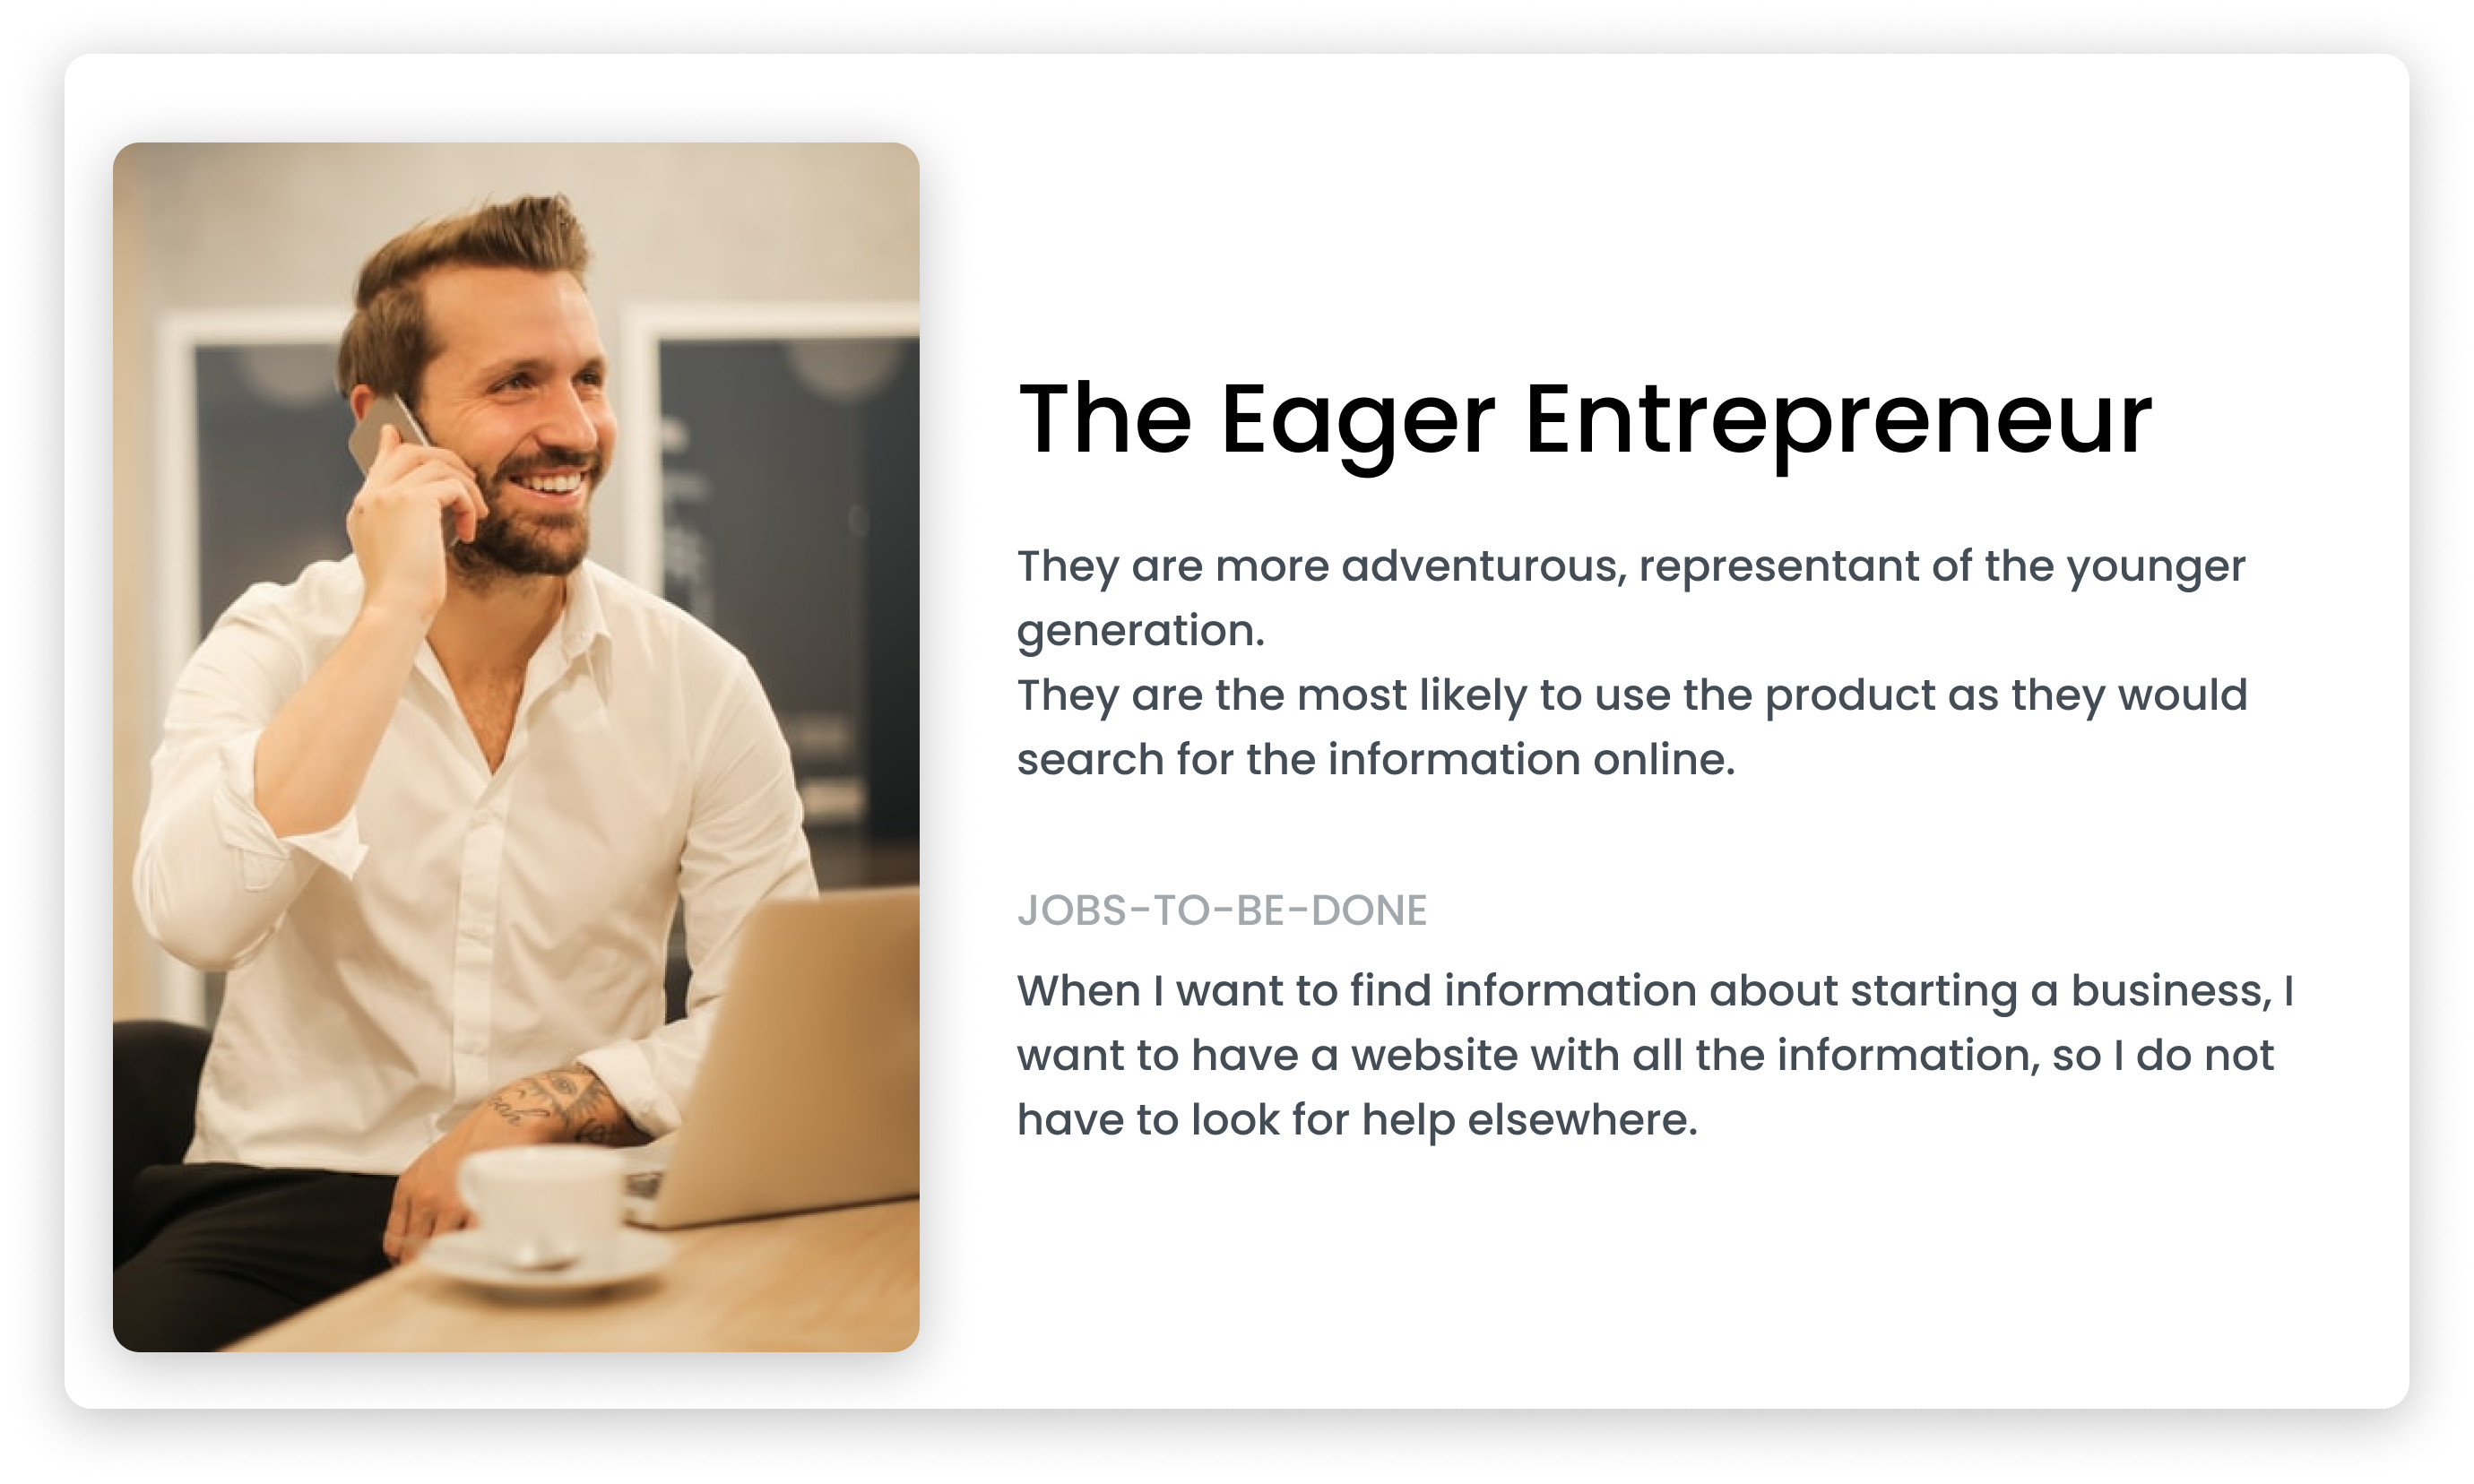 The Eager Entrepreneur
They are more adventurous, representant of the younger
generation.
They are the most likely to use the product as they would
search for the information online.
JOBS-TO-BE-DONE
When I want to find information about starting a business, I
want to have a website with all the information, so I do not
have to look for help elsewhere.